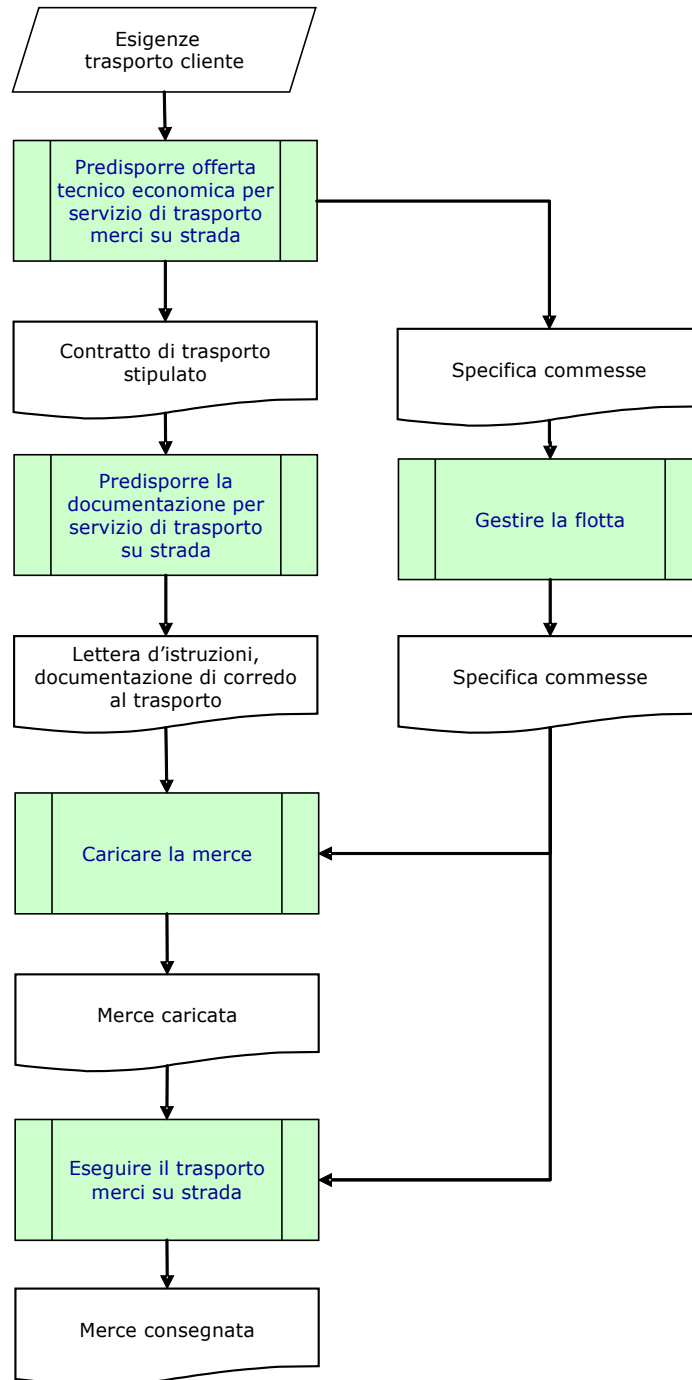 Esigenze
trasporto cliente
Predisporre offerta
tecnico economica per
servizio di trasporto
merci su strada
Contratto di trasporto
stipulato
Specifica commesse
Predisporre la
documentazione per
servizio di trasporto
su strada
Gestire la flotta
Lettera d’istruzioni,
documentazione di corredo
al trasporto
Specifica commesse
Caricare la merce
Merce caricata
Eseguire il trasporto
merci su strada
Merce consegnata